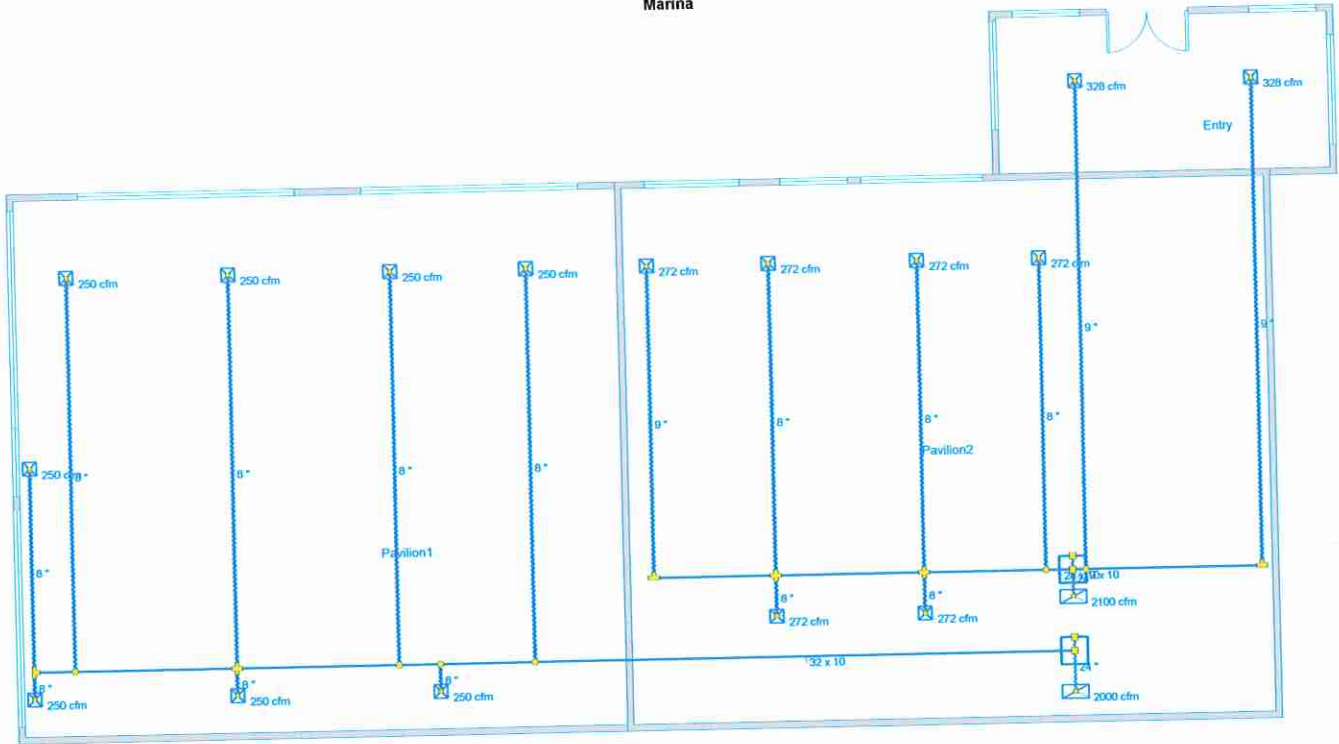 Marina
328 cfm
328 cfm
Entry
250 cfm
250 cfm
250 cfm
250 cfm
272 cfm
272 cfm
272 cfm
272 cfm
9 "
9 "
9 "
8 "
8 "
8 "
Pavilion2
250 cfm
8 "
8 "
8 "
8 "
Pavilion1
8 "
x 10
2100 cfm
8 "
8 "
272 cfm
272 cfm
32 x 10
24 "
2000 cfm
8 "
8 "
8 "
250 cfm
250 cfm
250 cfm